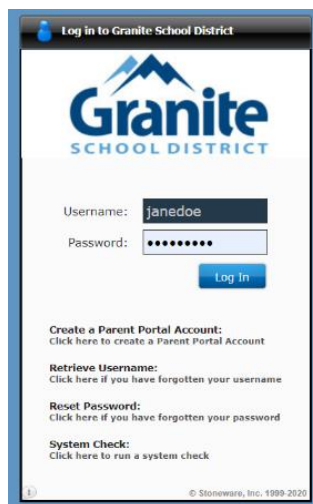 Log in to Granite School District
Granite
SCHOOL DISTRICT
Username: janedoe
Password: •••••••••
Log In
Create a Parent Portal Account:
Click here to create a Parent Portal Account
Retrieve Username:
Click here if you have forgotten your username
Reset Password:
Click here if you have forgotten your password
System Check:
Click here to run a system check
© Stoneware, Inc. 1999-2020